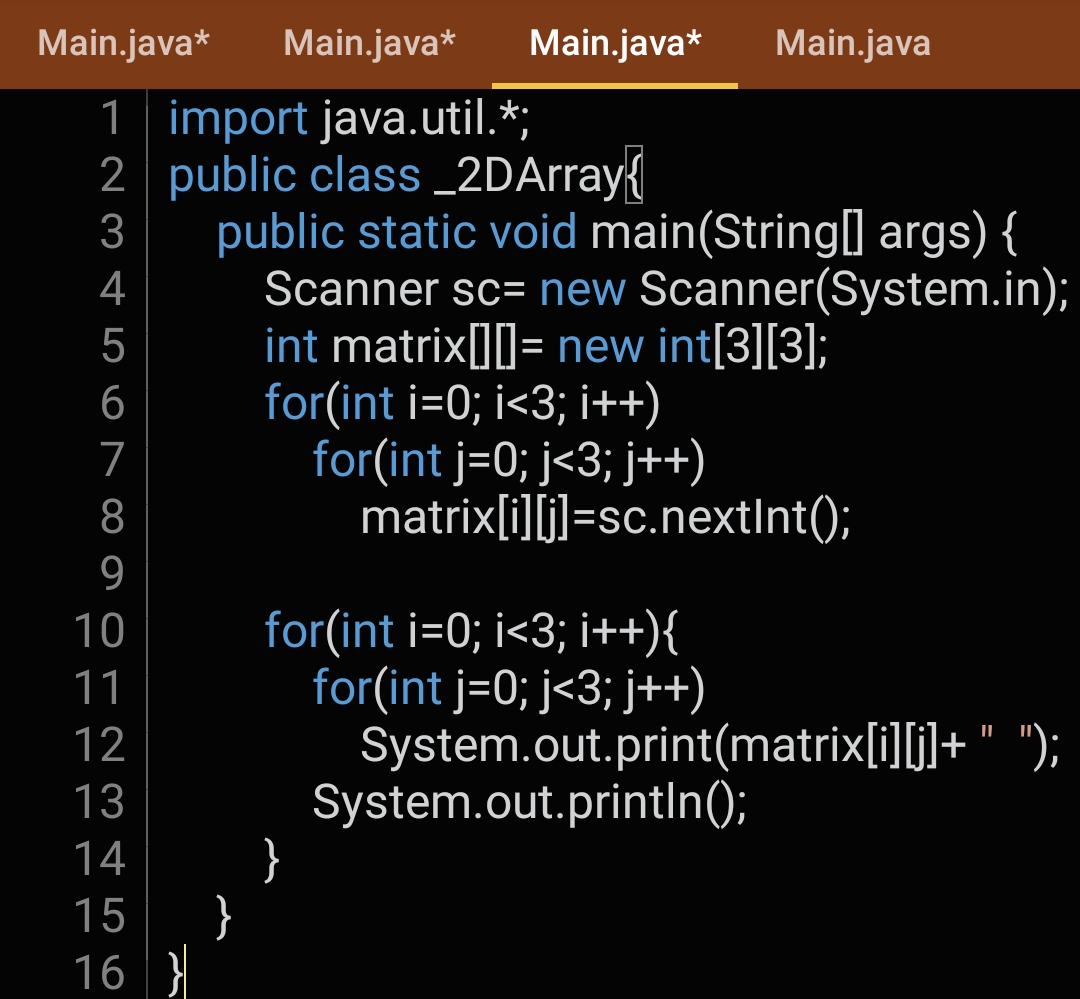 Main.java* Main.java* Main.java* Main.java
1 import java.util.*;
2 public class _2DArray{
3 public static void main(String[] args) {
4 Scanner sc= new Scanner(System.in);
5 int matrix[][]= new int[3][3];
6 for(int i=0; i<3; i++)
7 for(int j=0; j<3; j++)
8 matrix[i][j]=sc.nextInt();
9
10 for(int i=0; i<3; i++){
11 for(int j=0; j<3; j++)
12 System.out.print(matrix[i][j]+ "  ");
13 System.out.println();
14 }
15 }
16 }